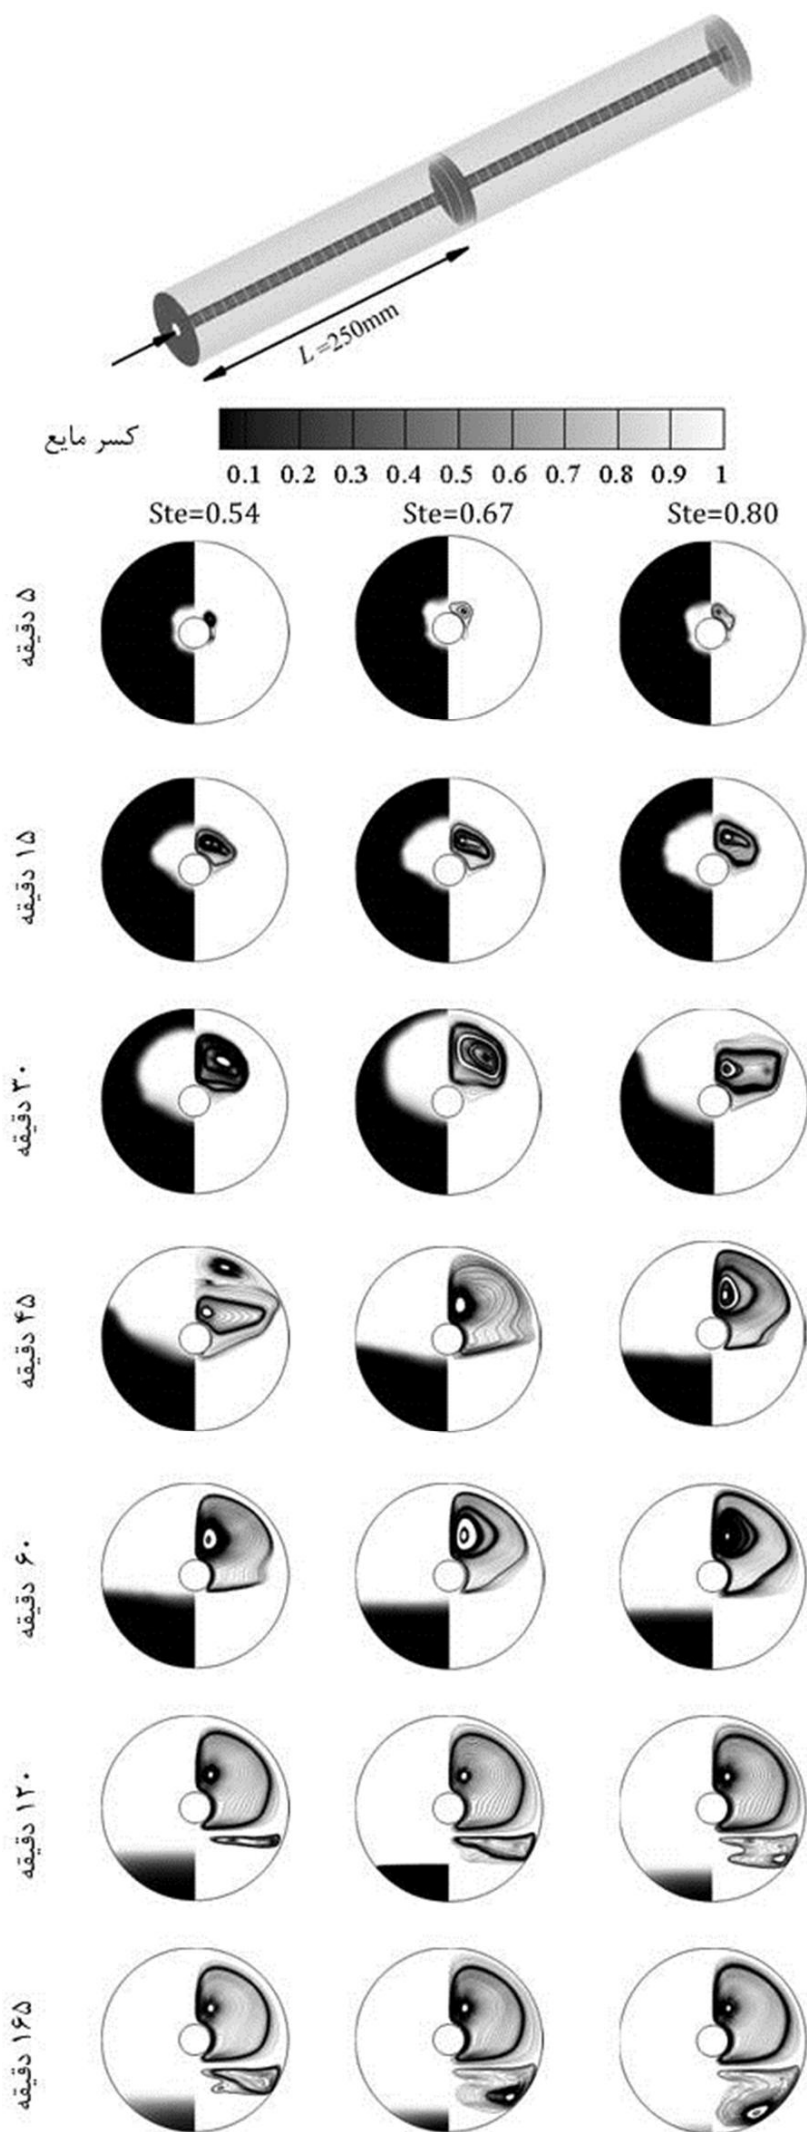 L=250mm
کسر مایع
0.1 0.2 0.3 0.4 0.5 0.6 0.7 0.8 0.9 1
Ste=0.54 Ste=0.67 Ste=0.80
۵ دقیقه
۱۵ دقیقه
۳۰ دقیقه
۴۵ دقیقه
۶۰ دقیقه
۱۲۰ دقیقه
۱۶۵ دقیقه